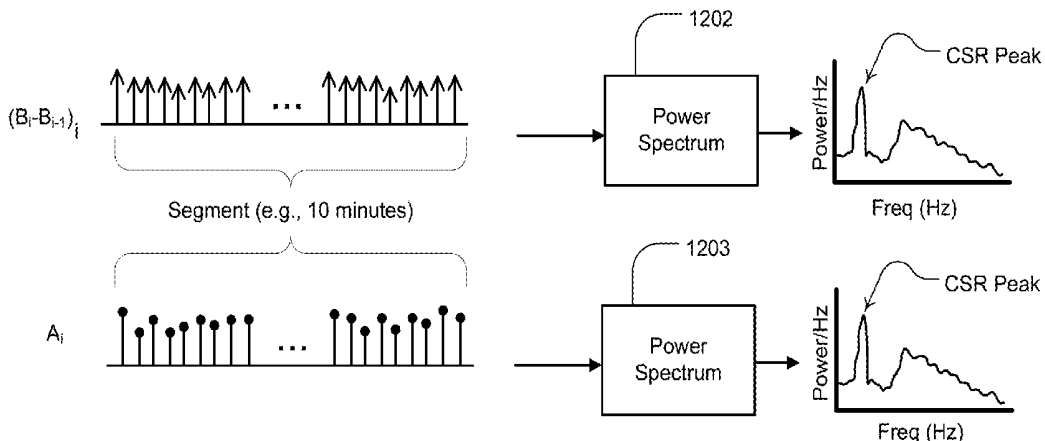 1202
CSR Peak
(Bᵢ-Bᵢ₋₁)ᵢ
...
Power
Spectrum
Power/Hz
Freq (Hz)
Segment (e.g., 10 minutes)
1203
CSR Peak
Aᵢ
...
Power
Spectrum
Power/Hz
Freq (Hz)